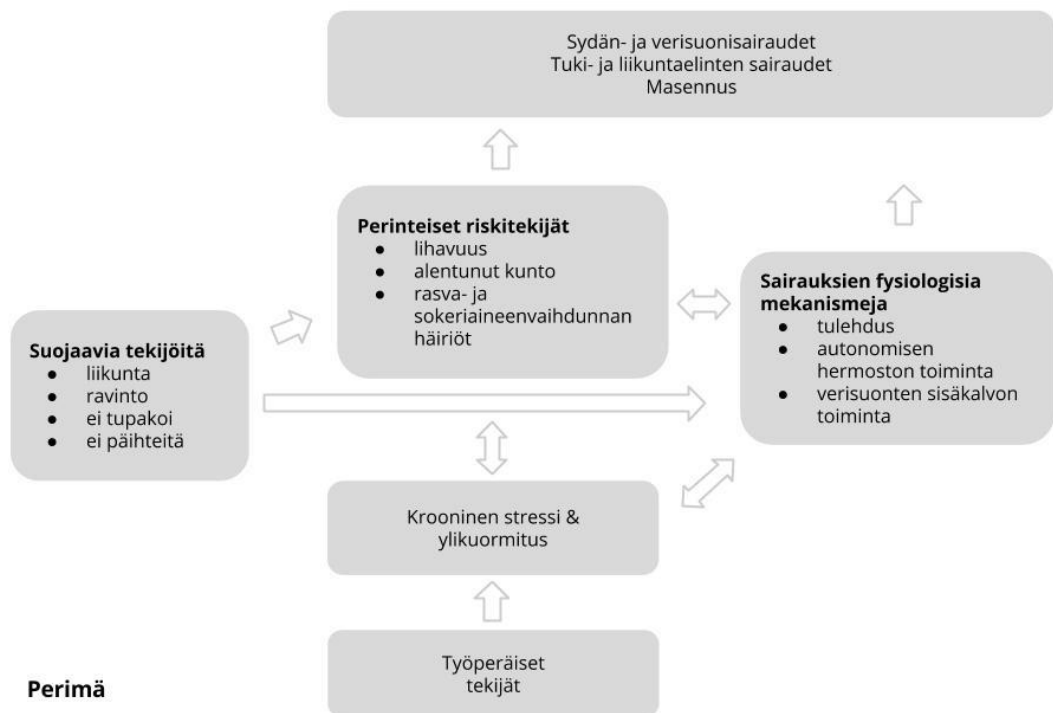 Sydän- ja verisuonisairaudet
Tuki- ja liikuntaelinten sairaudet
Masennus
Perinteiset riskitekijät
● lihavuus
● alentunut kunto
● rasva- ja
sokeriaineenvaihdunnan
häiriöt
Sairauksien fysiologisia
mekanismeja
● tulehdus
● autonomisen
hermoston toiminta
● verisuonten sisäkalvon
toiminta
Suojaavia tekijöitä
● liikunta
● ravinto
● ei tupakoi
● ei päihteitä
Krooninen stressi &
ylikuormitus
Työperäiset
tekijät
Perimä